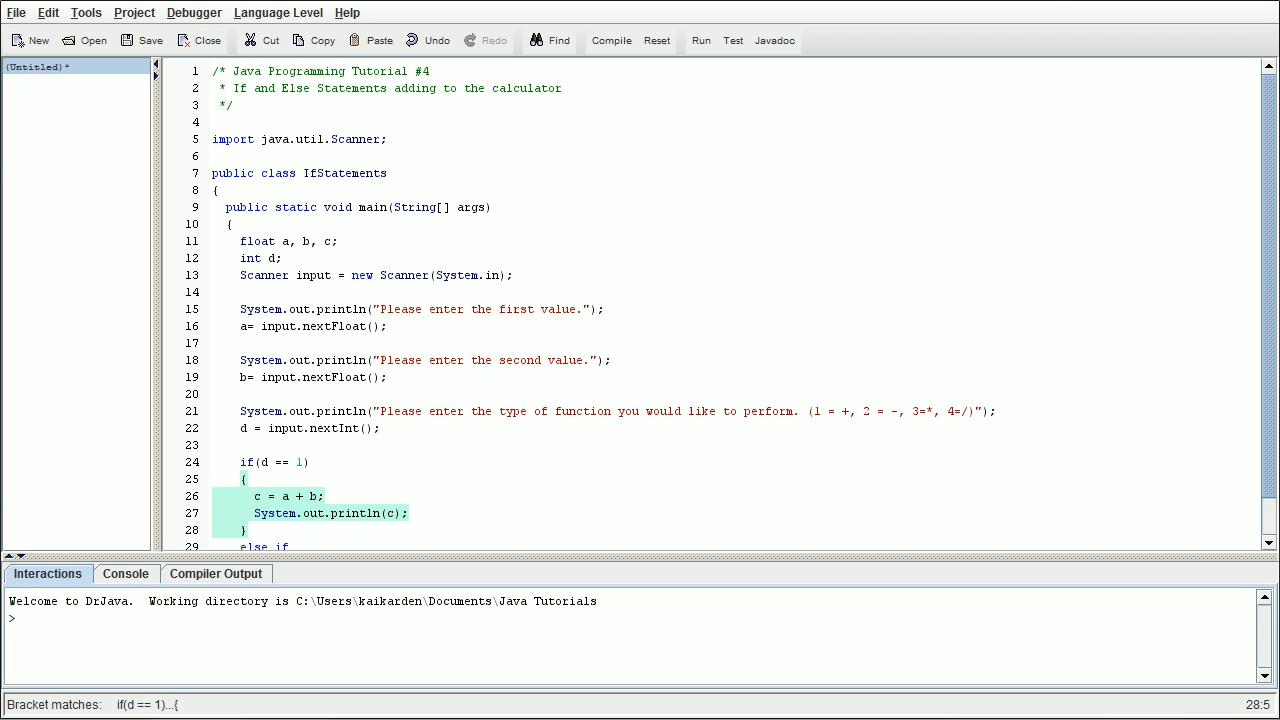 File Edit Tools Project Debugger Language Level Help
New Open Save Close Cut Copy Paste Undo Redo Find Compile Reset Run Test Javadoc
(Untitled)*
1 /* Java Programming Tutorial #4
2 * If and Else Statements adding to the calculator
3 */
4
5 import java.util.Scanner;
6
7 public class IfStatements
8 {
9 public static void main(String[] args)
10 {
11 float a, b, c;
12 int d;
13 Scanner input = new Scanner(System.in);
14
15 System.out.println("Please enter the first value.");
16 a= input.nextFloat();
17
18 System.out.println("Please enter the second value.");
19 b= input.nextFloat();
20
21 System.out.println("Please enter the type of function you would like to perform. (1 = +, 2 = -, 3=*, 4=/)");
22 d = input.nextInt();
23
24 if(d == 1)
25 {
26 c = a + b;
27 System.out.println(c);
28 }
29 else if
Interactions Console Compiler Output
Welcome to DrJava. Working directory is C:\Users\kaikarden\Documents\Java Tutorials
>
Bracket matches: if(d == 1)...{ 28:5